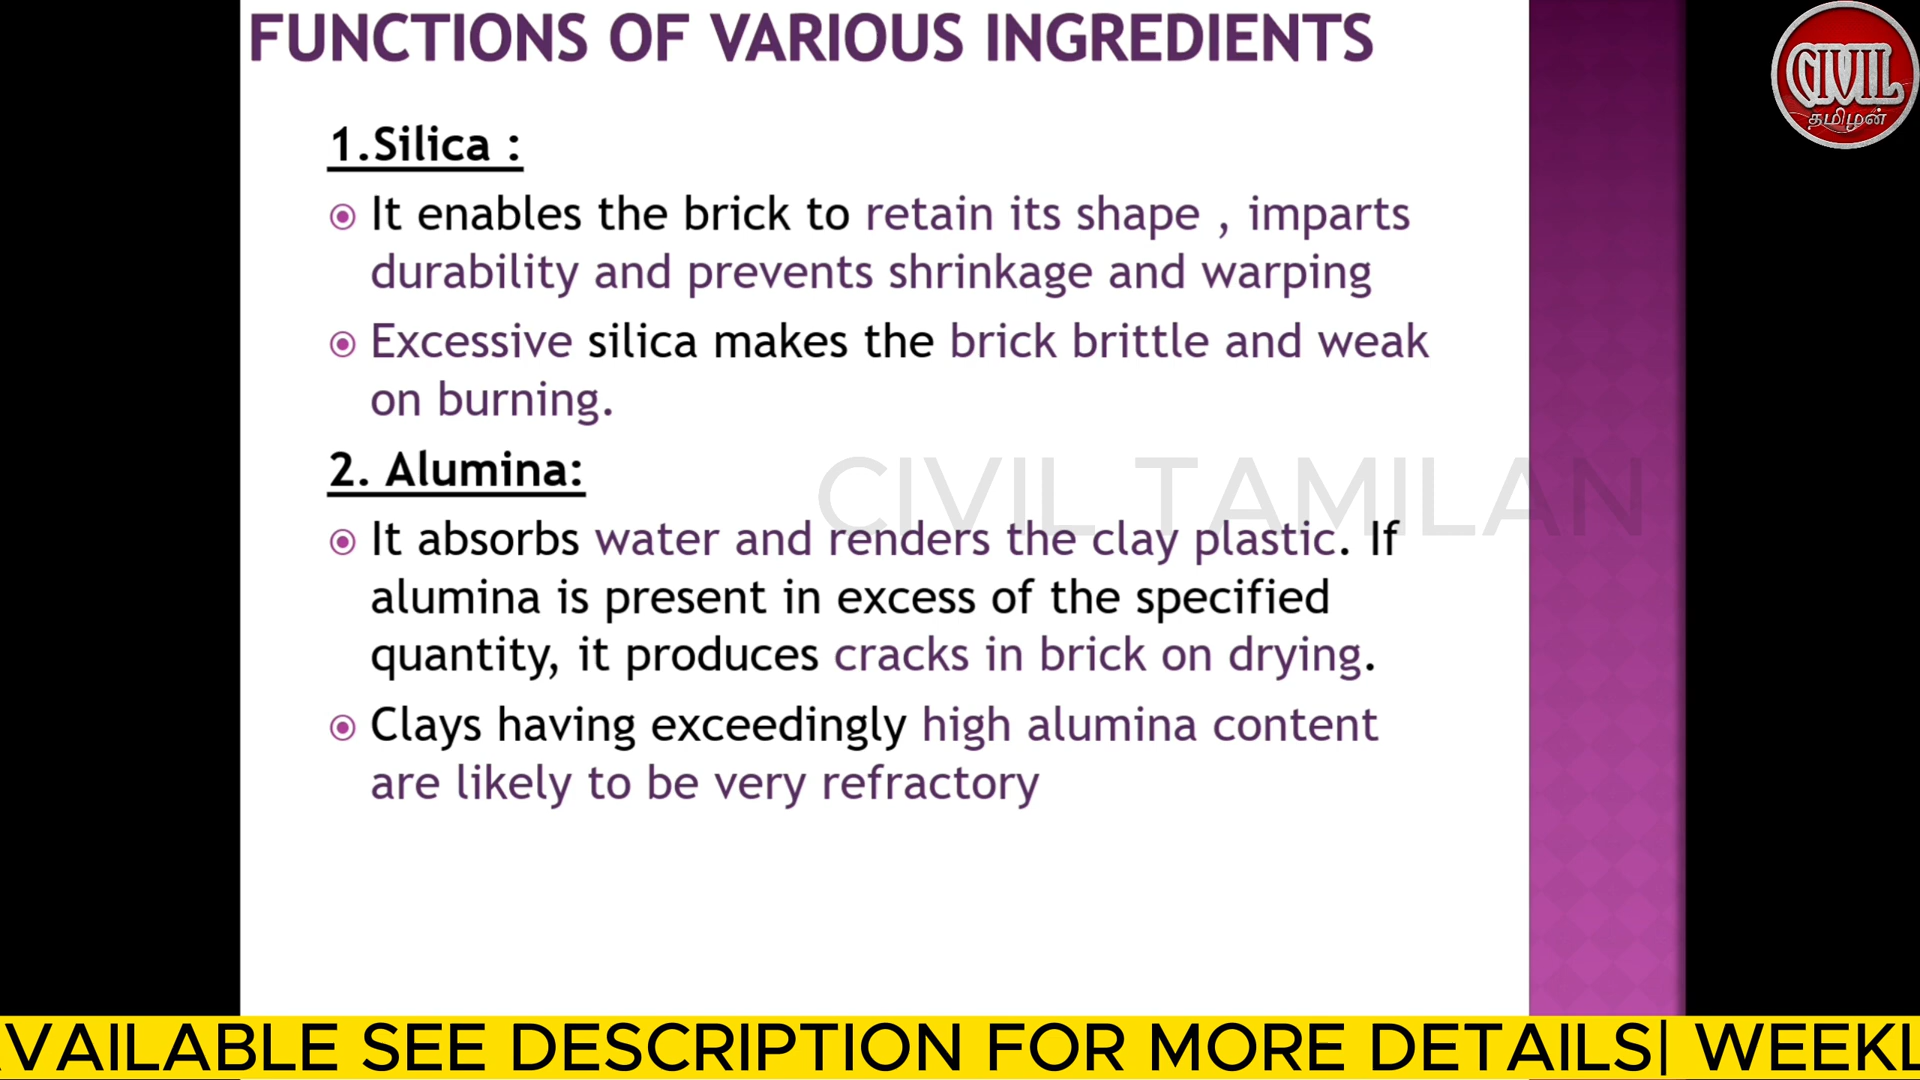 FUNCTIONS OF VARIOUS INGREDIENTS
CIVIL
தமிழன்
1.Silica :
It enables the brick to retain its shape , imparts
durability and prevents shrinkage and warping
Excessive silica makes the brick brittle and weak
on burning.
2. Alumina:
CIVIL TAMILAN
It absorbs water and renders the clay plastic. If
alumina is present in excess of the specified
quantity, it produces cracks in brick on drying.
Clays having exceedingly high alumina content
are likely to be very refractory
VAILABLE SEE DESCRIPTION FOR MORE DETAILS| WEEKL